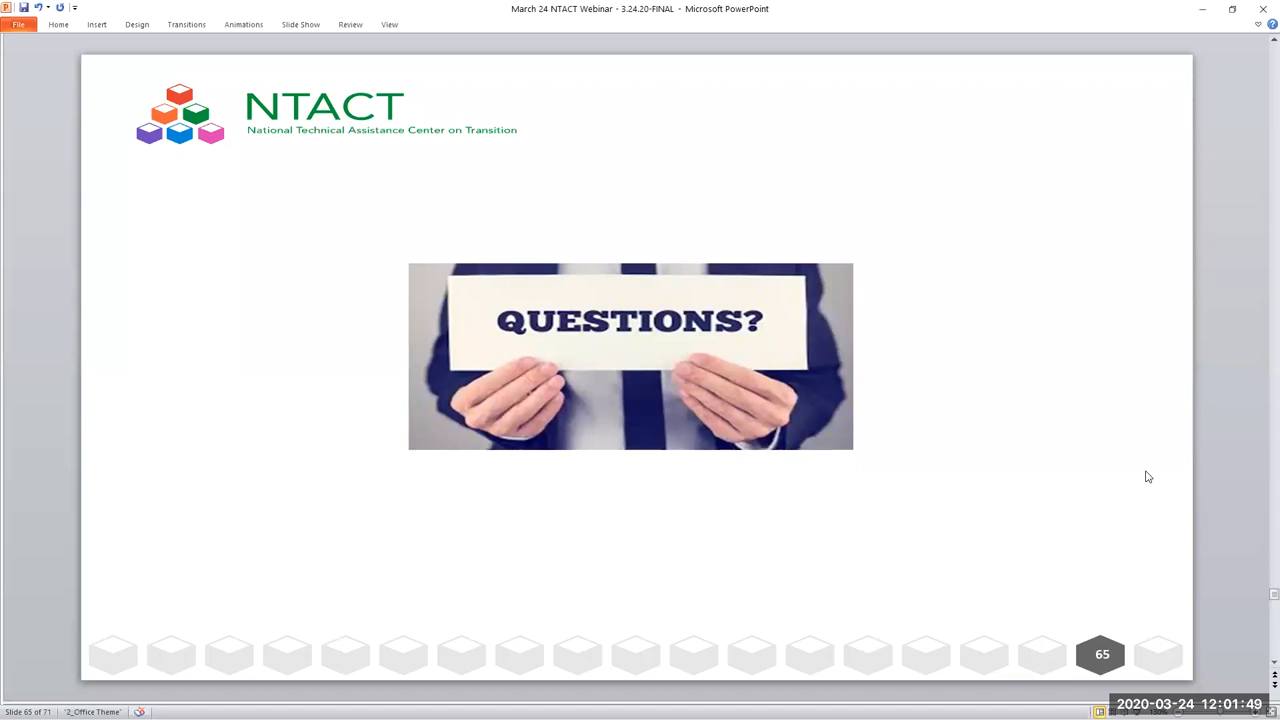 March 24 NTACT Webinar - 3.24.20-FINAL - Microsoft PowerPoint
File Home Insert Design Transitions Animations Slide Show Review View
NTACT
National Technical Assistance Center on Transition
QUESTIONS?
65
Slide 65 of 71 "2_Office Theme"
2020-03-24 12:01:49